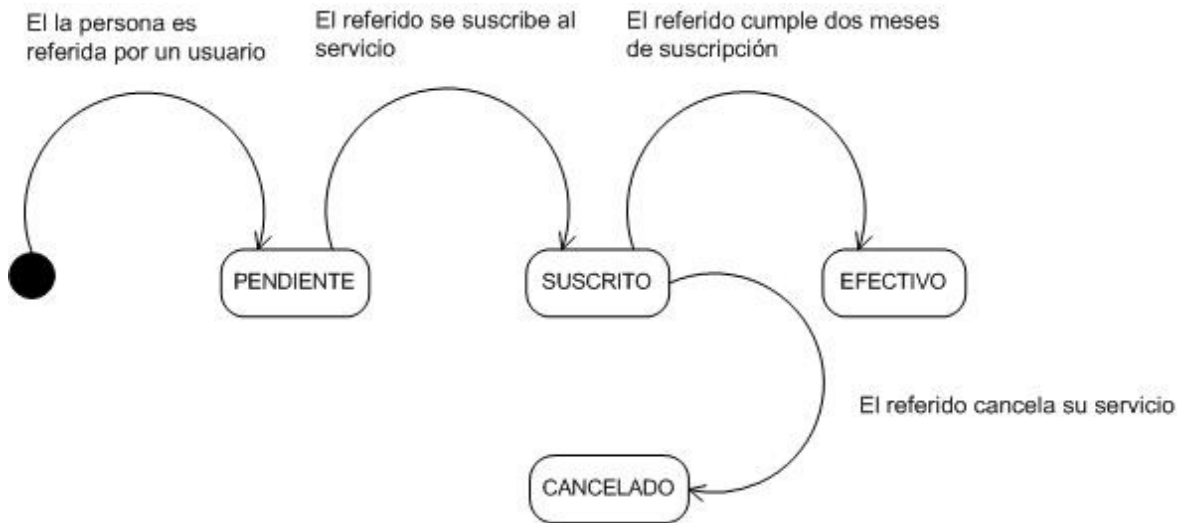 El la persona es
referida por un usuario
El referido se suscribe al
servicio
El referido cumple dos meses
de suscripción
PENDIENTE
SUSCRITO
EFECTIVO
El referido cancela su servicio
CANCELADO